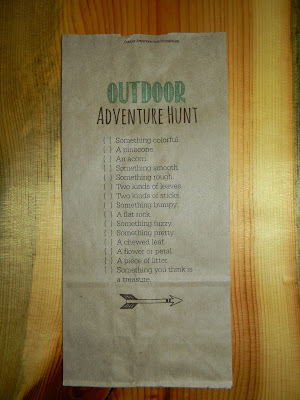 OUTDOOR
ADVENTURE HUNT
[ ] Something colorful.
[ ] A pinecone.
[ ] An acorn.
[ ] Something smooth.
[ ] Something rough.
[ ] Two kinds of leaves.
[ ] Two kinds of sticks.
[ ] Something bumpy.
[ ] A flat rock.
[ ] Something fuzzy.
[ ] Something pretty.
[ ] A chewed leaf.
[ ] A flower or petal.
[ ] A piece of litter.
[ ] Something you think is
a treasure.